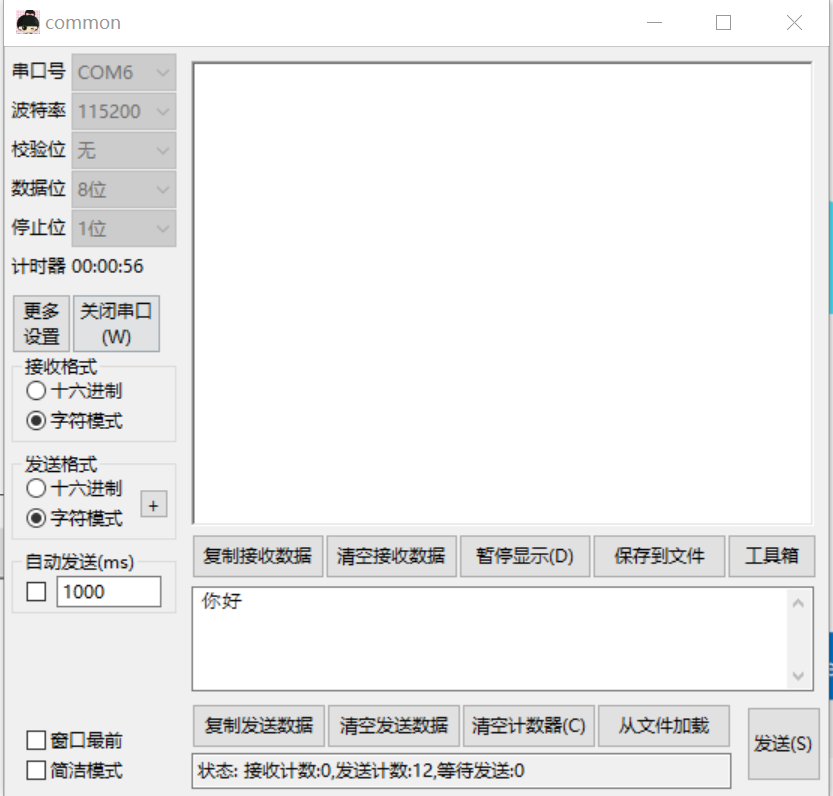 common
串口号 COM6
波特率 115200
校验位 无
数据位 8位
停止位 1位
计时器 00:00:56
更多
设置
关闭串口
(W)
接收格式
十六进制
字符模式
发送格式
十六进制
字符模式
+
自动发送(ms)
1000
窗口最前
简洁模式
复制接收数据 清空接收数据 暂停显示(D) 保存到文件 工具箱
你好
复制发送数据 清空发送数据 清空计数器(C) 从文件加载
发送(S)
状态: 接收计数:0,发送计数:12,等待发送:0